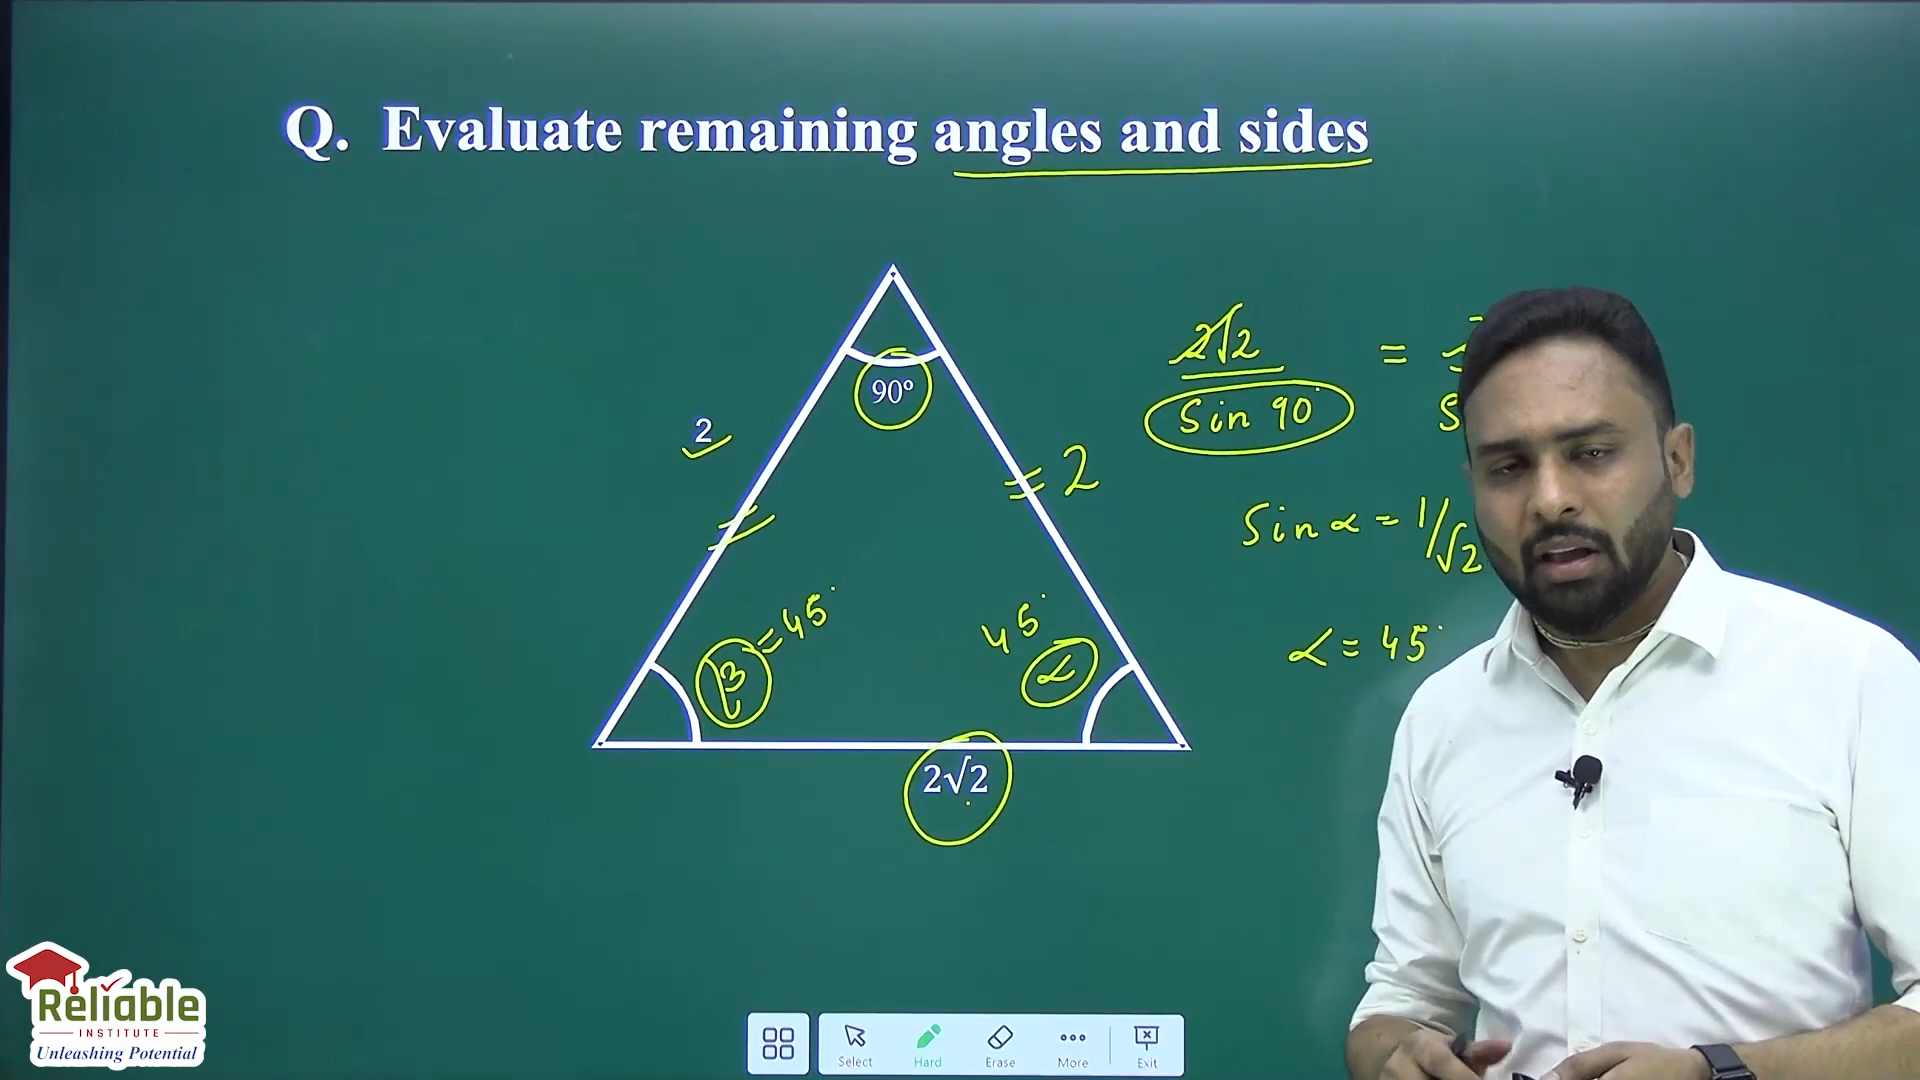 Q. Evaluate remaining angles and sides
90°
2
2
2√2
Sin 90
=
Sin α = 1/√2
α = 45°
β = 45°
45°
α
2√2
Reliable
INSTITUTE
Unleashing Potential
Select
Hard
Erase
More
Exit